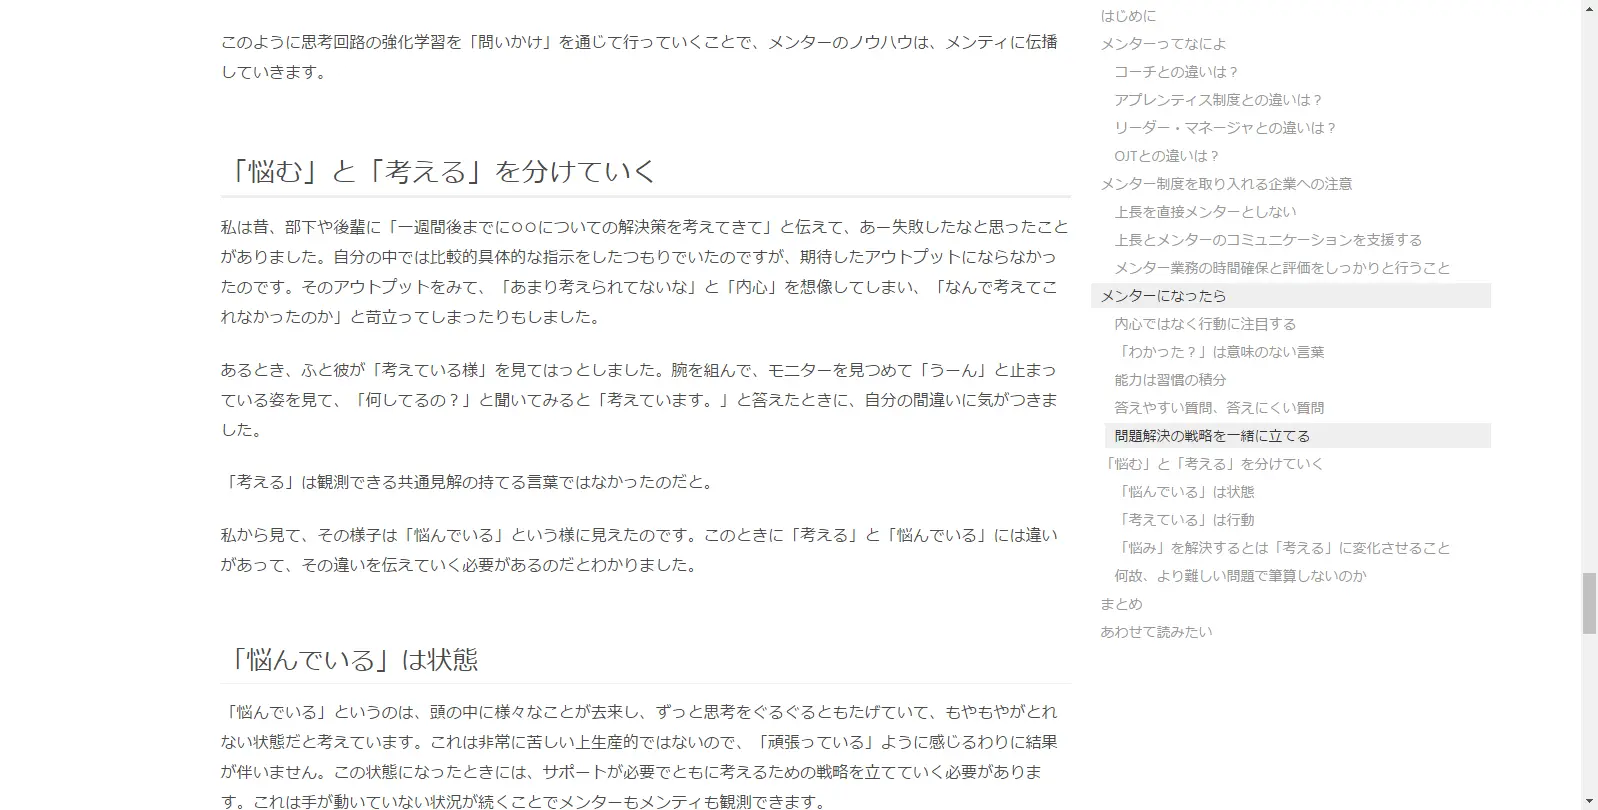 このように思考回路の強化学習を「問いかけ」を通じて行っていくことで、メンターのノウハウは、メンティに伝播
していきます。
「悩む」と「考える」を分けていく
私は昔、部下や後輩に「一週間後までに○○についての解決策を考えてきて」と伝えて、あー失敗したなと思ったこと
がありました。自分の中では比較的具体的な指示をしたつもりでいたのですが、期待したアウトプットにならなかっ
たのです。そのアウトプットをみて、「あまり考えられてないな」と「内心」を想像してしまい、「なんで考えてこ
れなかったのか」と苛立ってしまったりもしました。
あるとき、ふと彼が「考えている様」を見てはっとしました。腕を組んで、モニターを見つめて「うーん」と止まっ
ている姿を見て、「何してるの？」と聞いてみると「考えています。」と答えたときに、自分の間違いに気がつきま
した。
「考える」は観測できる共通見解の持てる言葉ではなかったのだと。
私から見て、その様子は「悩んでいる」という様に見えたのです。このときに「考える」と「悩んでいる」には違い
があって、その違いを伝えていく必要があるのだとわかりました。
「悩んでいる」は状態
「悩んでいる」というのは、頭の中に様々なことが去来し、ずっと思考をぐるぐるともたげていて、もやもやがとれ
ない状態だと考えています。これは非常に苦しい上生産的ではないので、「頑張っている」ように感じるわりに結果
が伴いません。この状態になったときには、サポートが必要でともに考えるための戦略を立てていく必要がありま
す。これは手が動いていない状況が続くことでメンターもメンティも観測できます。
はじめに
メンターってなによ
コーチとの違いは？
アプレンティス制度との違いは？
リーダー・マネージャとの違いは？
OJTとの違いは？
メンター制度を取り入れる企業への注意
上長を直接メンターとしない
上長とメンターのコミュニケーションを支援する
メンター業務の時間確保と評価をしっかりと行うこと
メンターになったら
内心ではなく行動に注目する
「わかった？」は意味のない言葉
能力は習慣の積分
答えやすい質問、答えにくい質問
問題解決の戦略を一緒に立てる
「悩む」と「考える」を分けていく
「悩んでいる」は状態
「考えている」は行動
「悩み」を解決するとは「考える」に変化させること
何故、より難しい問題で筆算しないのか
まとめ
あわせて読みたい